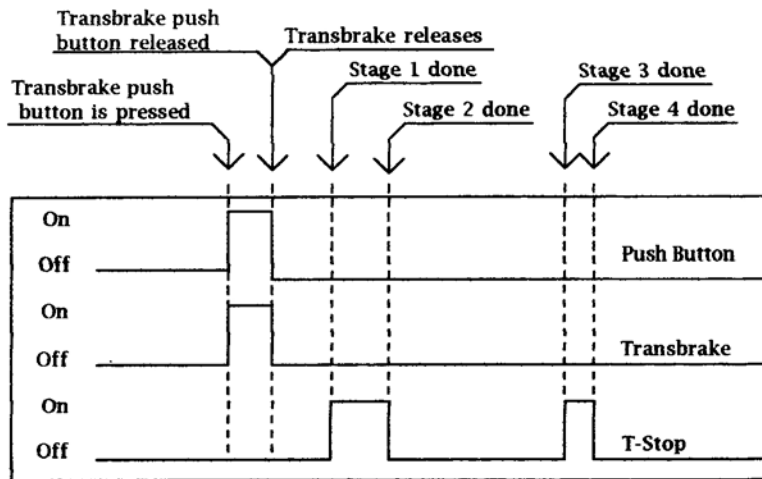 Transbrake push
button released
Transbrake releases
Stage 1 done
Stage 3 done
Transbrake push
button is pressed
Stage 2 done
Stage 4 done
On
Off
Push Button
On
Off
Transbrake
On
Off
T-Stop